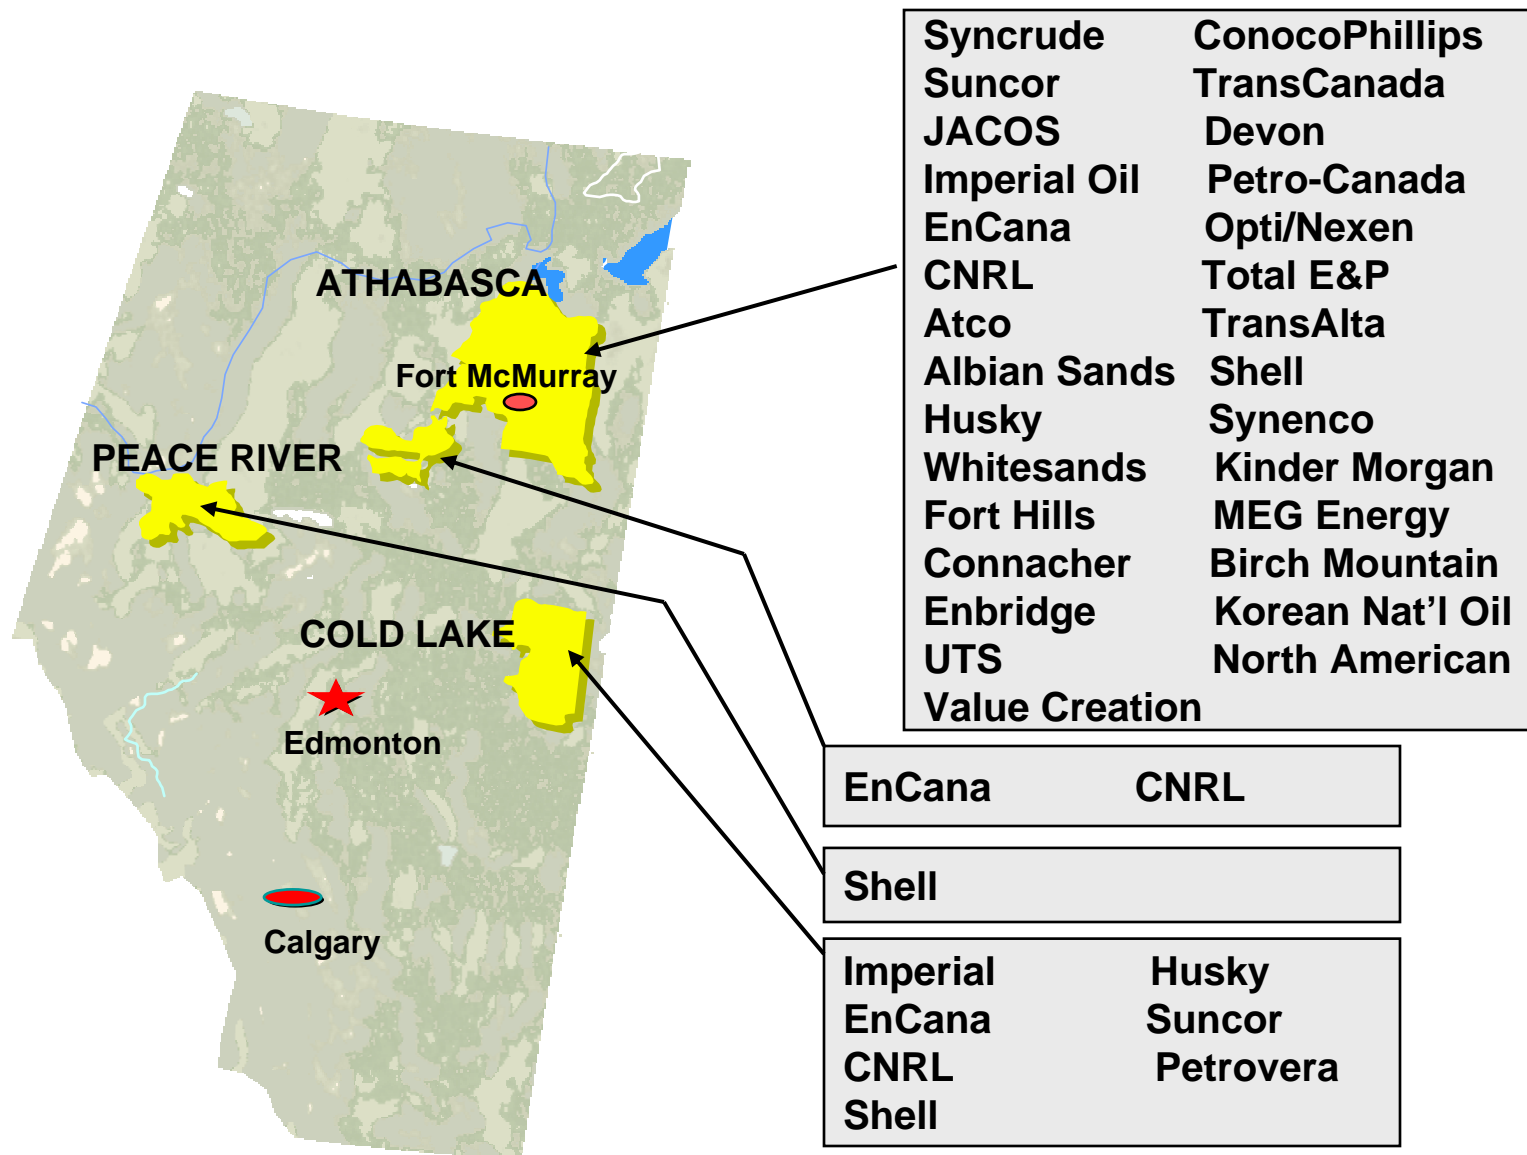 ATHABASCA
Fort McMurray
PEACE RIVER
COLD LAKE
Edmonton
Calgary
Syncrude ConocoPhillips
Suncor TransCanada
JACOS Devon
Imperial Oil Petro-Canada
EnCana Opti/Nexen
CNRL Total E&P
Atco TransAlta
Albian Sands Shell
Husky Synenco
Whitesands Kinder Morgan
Fort Hills MEG Energy
Connacher Birch Mountain
Enbridge Korean Nat’l Oil
UTS North American
Value Creation
EnCana CNRL
Shell
Imperial Husky
EnCana Suncor
CNRL Petrovera
Shell